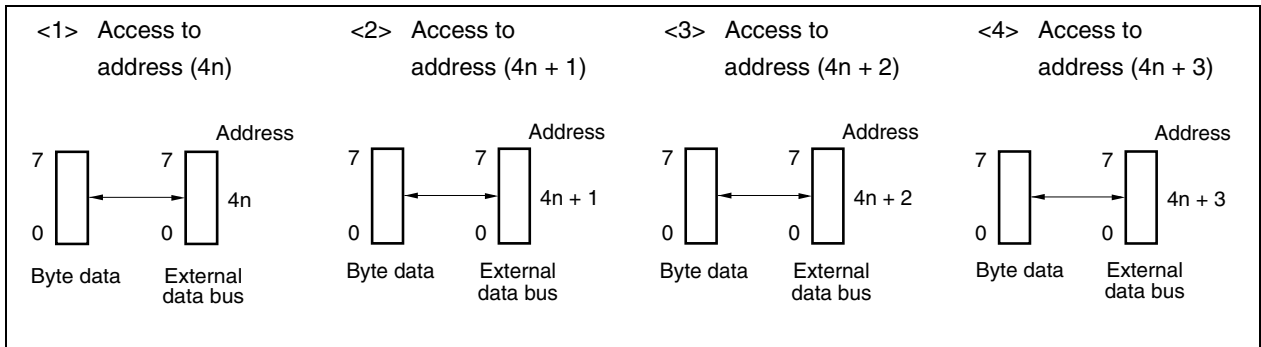 <1> Access to
address (4n)
Address
7
7
4n
0
0
Byte data
External
data bus
<2> Access to
address (4n + 1)
Address
7
7
4n + 1
0
0
Byte data
External
data bus
<3> Access to
address (4n + 2)
Address
7
7
4n + 2
0
0
Byte data
External
data bus
<4> Access to
address (4n + 3)
Address
7
7
4n + 3
0
0
Byte data
External
data bus